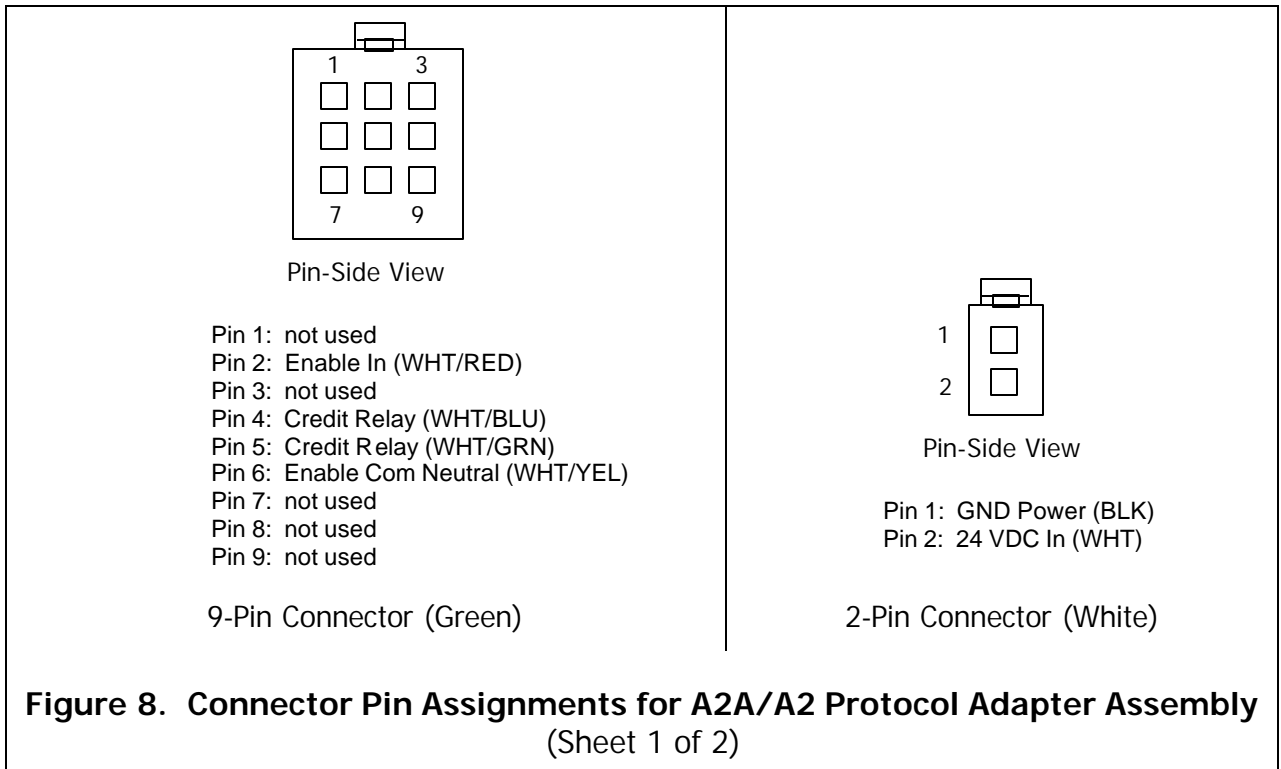 1 3
7 9
Pin-Side View
Pin 1: not used
Pin 2: Enable In (WHT/RED)
Pin 3: not used
Pin 4: Credit Relay (WHT/BLU)
Pin 5: Credit Relay (WHT/GRN)
Pin 6: Enable Com Neutral (WHT/YEL)
Pin 7: not used
Pin 8: not used
Pin 9: not used
9-Pin Connector (Green)
1
2
Pin-Side View
Pin 1: GND Power (BLK)
Pin 2: 24 VDC In (WHT)
2-Pin Connector (White)
Figure 8. Connector Pin Assignments for A2A/A2 Protocol Adapter Assembly
(Sheet 1 of 2)